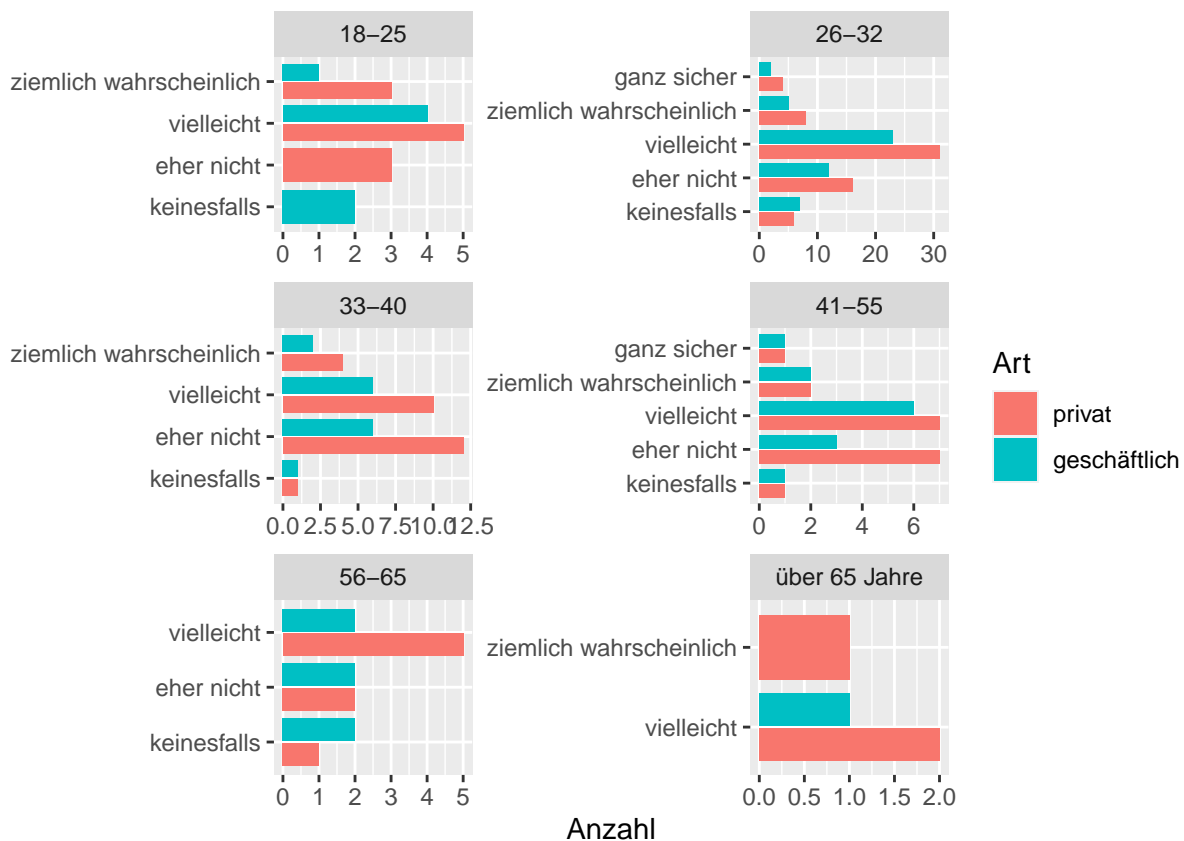 18−25
ziemlich wahrscheinlich
vielleicht
eher nicht
keinesfalls
0 1 2 3 4 5
26−32
ganz sicher
ziemlich wahrscheinlich
vielleicht
eher nicht
keinesfalls
0 10 20 30
33−40
ziemlich wahrscheinlich
vielleicht
eher nicht
keinesfalls
0.0 2.5 5.0 7.5 10.0 12.5
41−55
ganz sicher
ziemlich wahrscheinlich
vielleicht
eher nicht
keinesfalls
0 2 4 6
56−65
vielleicht
eher nicht
keinesfalls
0 1 2 3 4 5
über 65 Jahre
ziemlich wahrscheinlich
vielleicht
0.0 0.5 1.0 1.5 2.0
Anzahl
Art
privat
geschäftlich